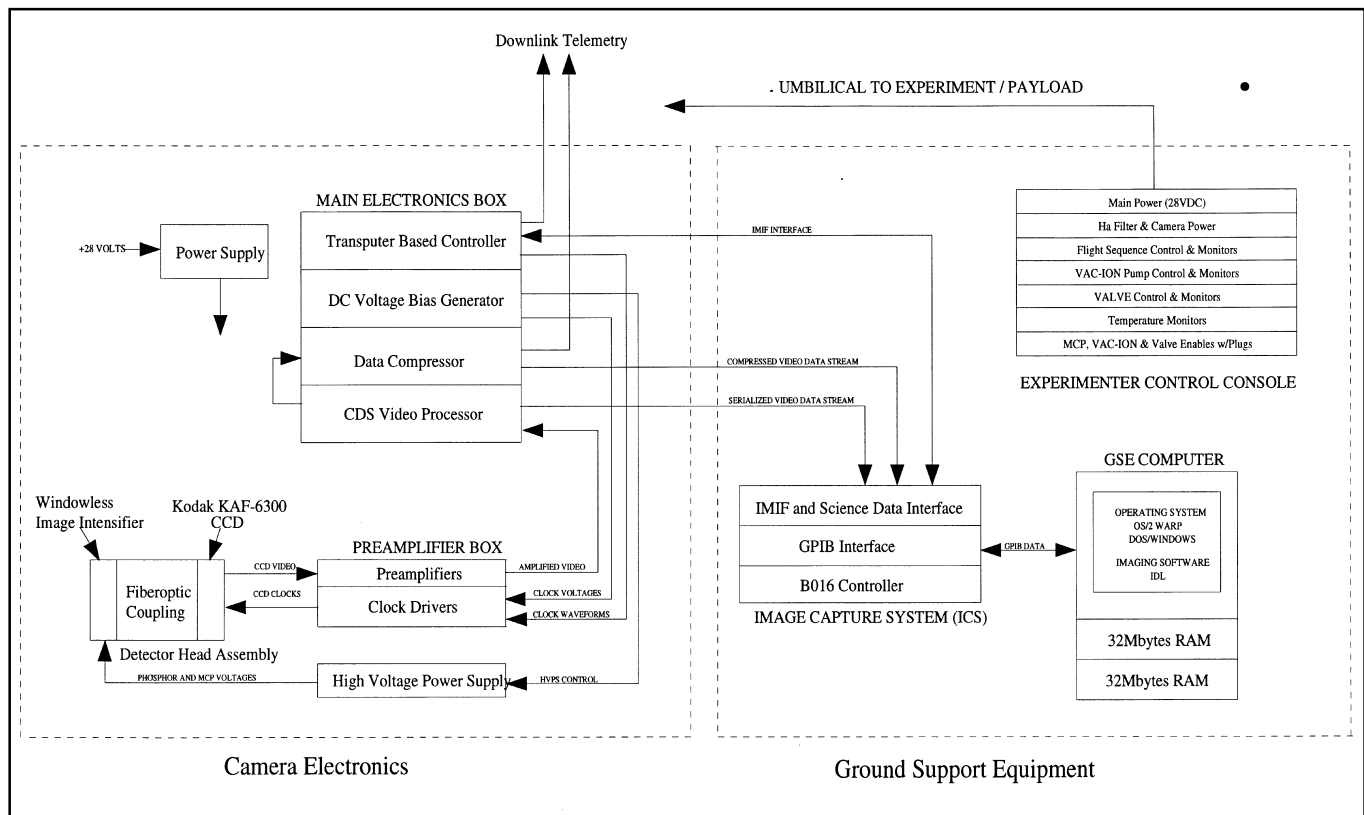 Downlink Telemetry
. UMBILICAL TO EXPERIMENT / PAYLOAD
MAIN ELECTRONICS BOX
Transputer Based Controller
DC Voltage Bias Generator
Data Compressor
CDS Video Processor
+28 VOLTS
Power Supply
IMIF INTERFACE
COMPRESSED VIDEO DATA STREAM
SERIALIZED VIDEO DATA STREAM
Main Power (28VDC)
Ha Filter & Camera Power
Flight Sequence Control & Monitors
VAC-ION Pump Control & Monitors
VALVE Control & Monitors
Temperature Monitors
MCP, VAC-ION & Valve Enables w/Plugs
EXPERIMENTER CONTROL CONSOLE
Windowless
Image Intensifier
Kodak KAF-6300
CCD
Fiberoptic
Coupling
Detector Head Assembly
CCD VIDEO
CCD CLOCKS
PREAMPLIFIER BOX
Preamplifiers
Clock Drivers
AMPLIFIED VIDEO
CLOCK VOLTAGES
CLOCK WAVEFORMS
PHOSPHOR AND MCP VOLTAGES
High Voltage Power Supply
HVPS CONTROL
IMIF and Science Data Interface
GPIB Interface
B016 Controller
IMAGE CAPTURE SYSTEM (ICS)
GPIB DATA
GSE COMPUTER
OPERATING SYSTEM
OS/2 WARP
DOS/WINDOWS
IMAGING SOFTWARE
IDL
32Mbytes RAM
32Mbytes RAM
Camera Electronics
Ground Support Equipment